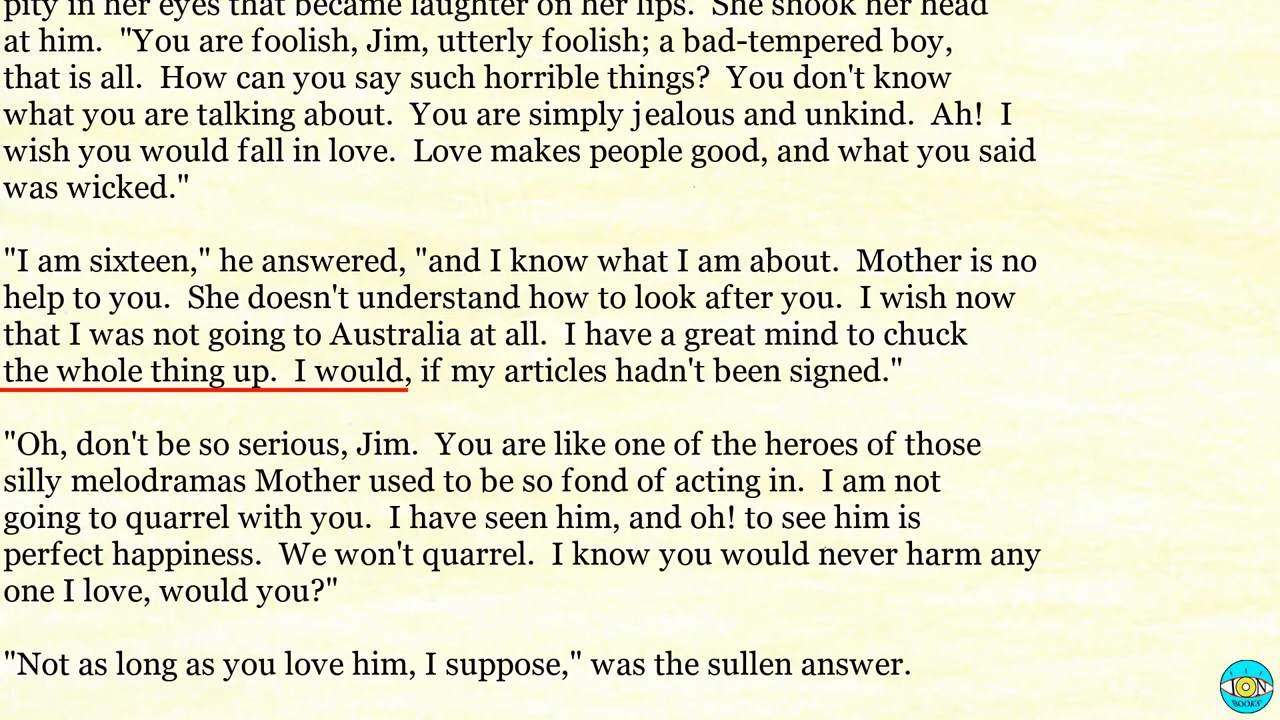 pity in her eyes that became laughter on her lips.  She shook her head
at him.  "You are foolish, Jim, utterly foolish; a bad-tempered boy,
that is all.  How can you say such horrible things?  You don't know
what you are talking about.  You are simply jealous and unkind.  Ah!  I
wish you would fall in love.  Love makes people good, and what you said
was wicked."
"I am sixteen," he answered, "and I know what I am about.  Mother is no
help to you.  She doesn't understand how to look after you.  I wish now
that I was not going to Australia at all.  I have a great mind to chuck
the whole thing up.  I would, if my articles hadn't been signed."
"Oh, don't be so serious, Jim.  You are like one of the heroes of those
silly melodramas Mother used to be so fond of acting in.  I am not
going to quarrel with you.  I have seen him, and oh! to see him is
perfect happiness.  We won't quarrel.  I know you would never harm any
one I love, would you?"
"Not as long as you love him, I suppose," was the sullen answer.
ION
BOOKS